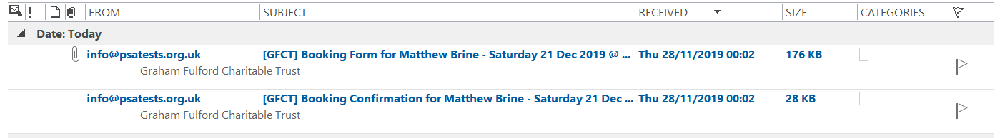 ! FROM SUBJECT RECEIVED SIZE CATEGORIES
Date: Today
info@psatests.org.uk [GFCT] Booking Form for Matthew Brine - Saturday 21 Dec 2019 @ ... Thu 28/11/2019 00:02 176 KB
Graham Fulford Charitable Trust
info@psatests.org.uk [GFCT] Booking Confirmation for Matthew Brine - Saturday 21 Dec ... Thu 28/11/2019 00:02 28 KB
Graham Fulford Charitable Trust